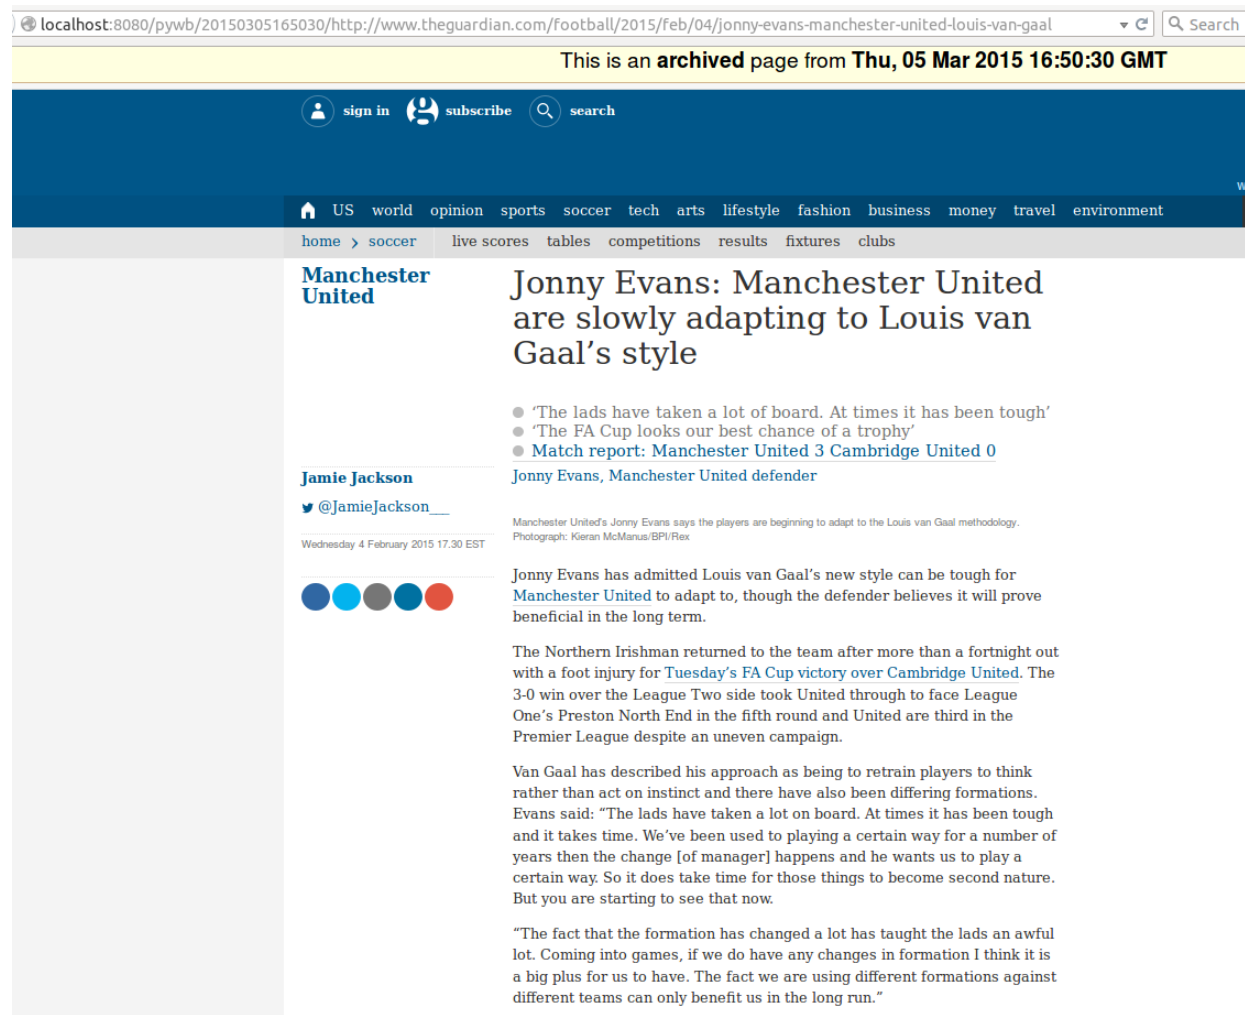 localhost:8080/pywb/20150305165030/http://www.theguardian.com/football/2015/feb/04/jonny-evans-manchester-united-louis-van-gaal
Search
This is an archived page from Thu, 05 Mar 2015 16:50:30 GMT
sign in subscribe search
US world opinion sports soccer tech arts lifestyle fashion business money travel environment
home > soccer live scores tables competitions results fixtures clubs
Manchester
United
Jonny Evans: Manchester United
are slowly adapting to Louis van
Gaal’s style
‘The lads have taken a lot of board. At times it has been tough’
‘The FA Cup looks our best chance of a trophy’
Match report: Manchester United 3 Cambridge United 0
Jamie Jackson
@JamieJackson___
Wednesday 4 February 2015 17.30 EST
Jonny Evans, Manchester United defender
Manchester United's Jonny Evans says the players are beginning to adapt to the Louis van Gaal methodology.
Photograph: Kieran McManus/BPI/Rex
Jonny Evans has admitted Louis van Gaal’s new style can be tough for
Manchester United to adapt to, though the defender believes it will prove
beneficial in the long term.
The Northern Irishman returned to the team after more than a fortnight out
with a foot injury for Tuesday’s FA Cup victory over Cambridge United. The
3-0 win over the League Two side took United through to face League
One’s Preston North End in the fifth round and United are third in the
Premier League despite an uneven campaign.
Van Gaal has described his approach as being to retrain players to think
rather than act on instinct and there have also been differing formations.
Evans said: “The lads have taken a lot on board. At times it has been tough
and it takes time. We’ve been used to playing a certain way for a number of
years then the change [of manager] happens and he wants us to play a
certain way. So it does take time for those things to become second nature.
But you are starting to see that now.
“The fact that the formation has changed a lot has taught the lads an awful
lot. Coming into games, if we do have any changes in formation I think it is
a big plus for us to have. The fact we are using different formations against
different teams can only benefit us in the long run.”